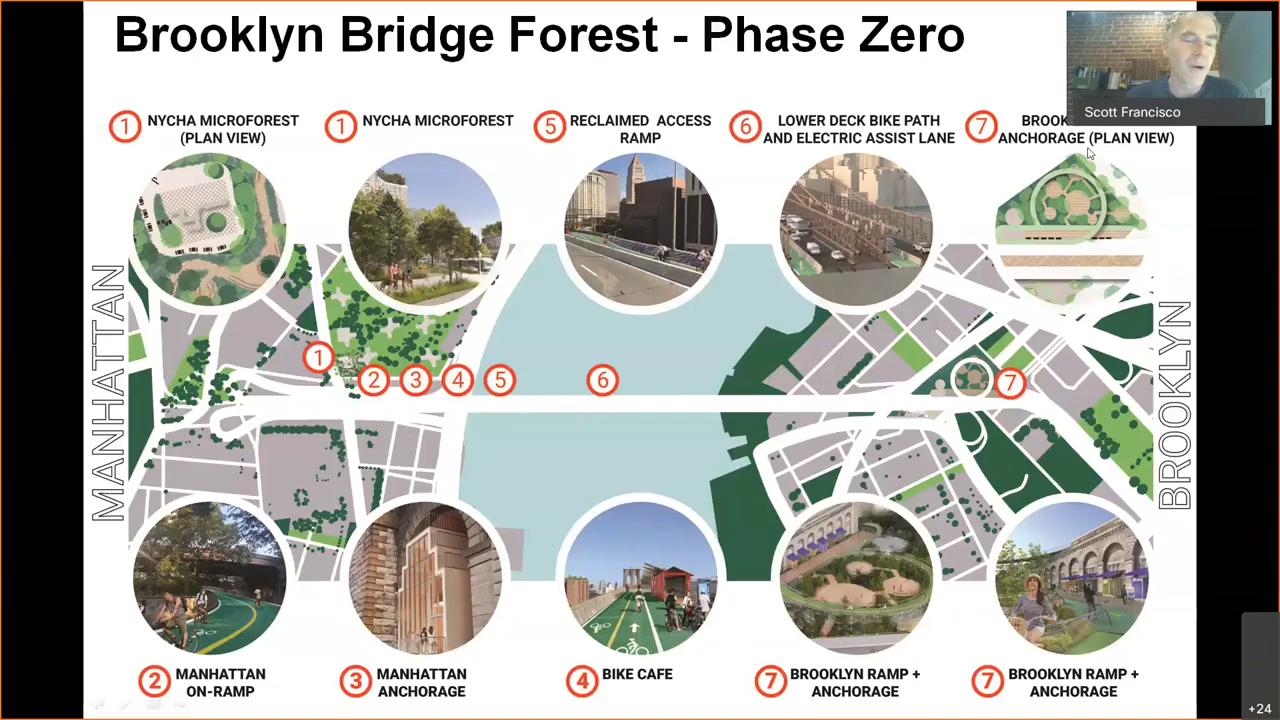 Brooklyn Bridge Forest - Phase Zero
Scott Francisco
1 NYCHA MICROFOREST
(PLAN VIEW)
1 NYCHA MICROFOREST
5 RECLAIMED ACCESS
RAMP
6 LOWER DECK BIKE PATH
AND ELECTRIC ASSIST LANE
7
ANCHORAGE (PLAN VIEW)
MANHATTAN
BROOKLYN
1
2
3
4
5
6
7
2 MANHATTAN
ON-RAMP
3 MANHATTAN
ANCHORAGE
4 BIKE CAFE
7 BROOKLYN RAMP +
ANCHORAGE
7 BROOKLYN RAMP +
ANCHORAGE
+24